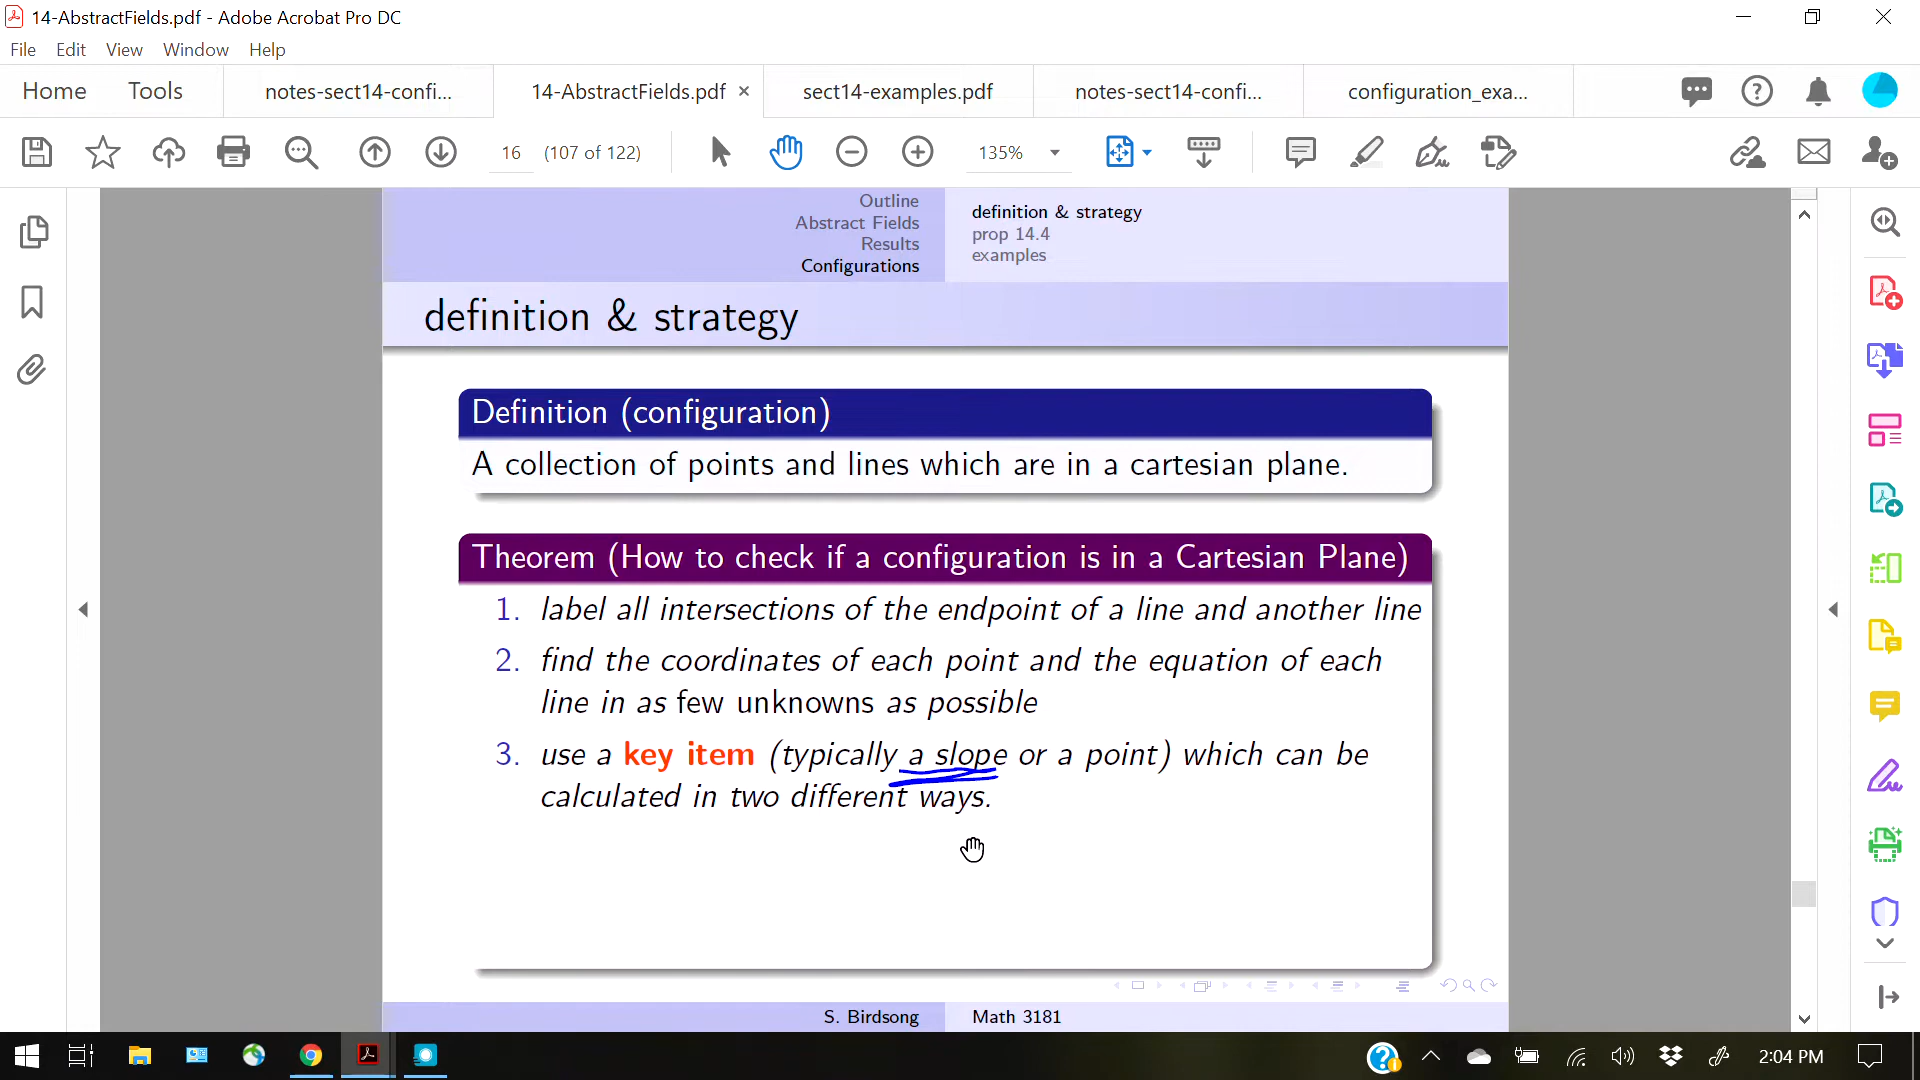 14-AbstractFields.pdf - Adobe Acrobat Pro DC
File Edit View Window Help
Home Tools notes-sect14-confi... 14-AbstractFields.pdf × sect14-examples.pdf notes-sect14-confi... configuration_exa...
16 (107 of 122) 135%
Outline
Abstract Fields
Results
Configurations
definition & strategy
prop 14.4
examples
definition & strategy
Definition (configuration)
A collection of points and lines which are in a cartesian plane.
Theorem (How to check if a configuration is in a Cartesian Plane)
1. label all intersections of the endpoint of a line and another line
2. find the coordinates of each point and the equation of each
line in as few unknowns as possible
3. use a key item (typically a slope or a point) which can be
calculated in two different ways.
S. Birdsong Math 3181
2:04 PM